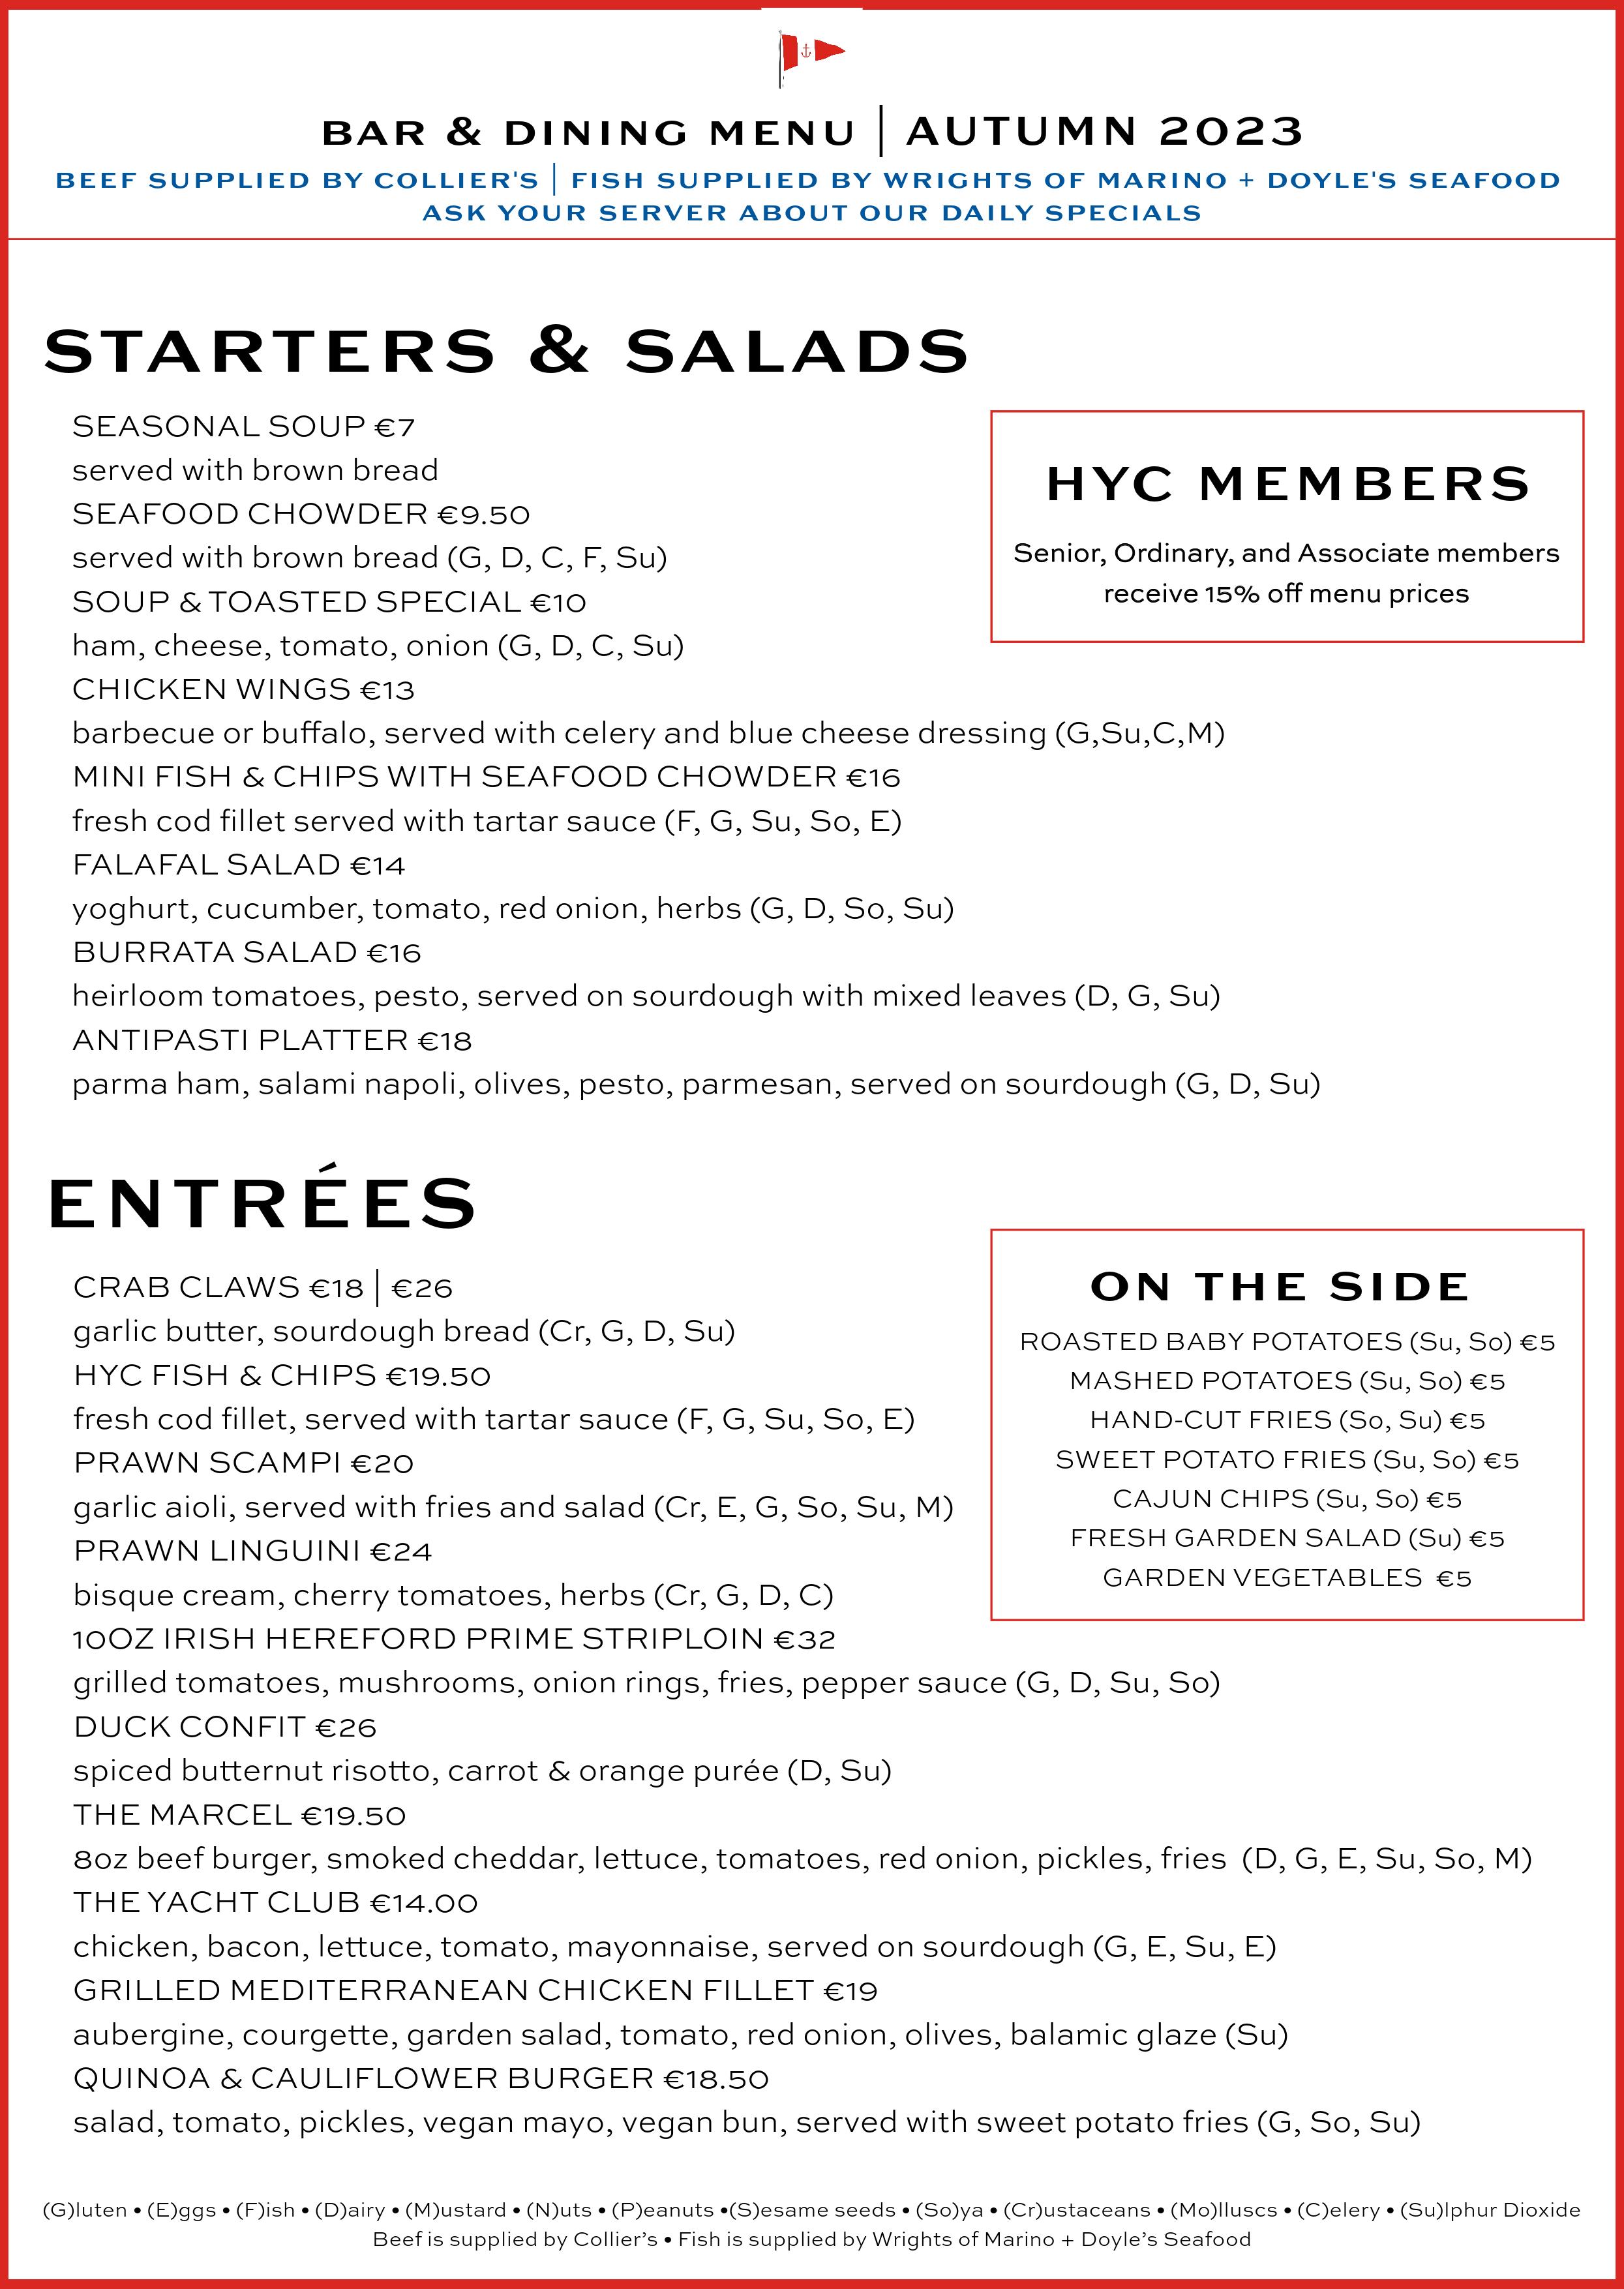 BAR & DINING MENU | AUTUMN 2023
BEEF SUPPLIED BY COLLIER'S | FISH SUPPLIED BY WRIGHTS OF MARINO + DOYLE'S SEAFOOD
ASK YOUR SERVER ABOUT OUR DAILY SPECIALS
STARTERS & SALADS
SEASONAL SOUP €7
served with brown bread
SEAFOOD CHOWDER €9.50
served with brown bread (G, D, C, F, Su)
SOUP & TOASTED SPECIAL €10
ham, cheese, tomato, onion (G, D, C, Su)
CHICKEN WINGS €13
barbecue or buffalo, served with celery and blue cheese dressing (G,Su,C,M)
MINI FISH & CHIPS WITH SEAFOOD CHOWDER €16
fresh cod fillet served with tartar sauce (F, G, Su, So, E)
FALAFAL SALAD €14
yoghurt, cucumber, tomato, red onion, herbs (G, D, So, Su)
BURRATA SALAD €16
heirloom tomatoes, pesto, served on sourdough with mixed leaves (D, G, Su)
ANTIPASTI PLATTER €18
parma ham, salami napoli, olives, pesto, parmesan, served on sourdough (G, D, Su)
HYC MEMBERS
Senior, Ordinary, and Associate members
receive 15% off menu prices
ENTRÉES
CRAB CLAWS €18 | €26
garlic butter, sourdough bread (Cr, G, D, Su)
HYC FISH & CHIPS €19.50
fresh cod fillet, served with tartar sauce (F, G, Su, So, E)
PRAWN SCAMPI €20
garlic aioli, served with fries and salad (Cr, E, G, So, Su, M)
PRAWN LINGUINI €24
bisque cream, cherry tomatoes, herbs (Cr, G, D, C)
10OZ IRISH HEREFORD PRIME STRIPLOIN €32
grilled tomatoes, mushrooms, onion rings, fries, pepper sauce (G, D, Su, So)
DUCK CONFIT €26
spiced butternut risotto, carrot & orange purée (D, Su)
THE MARCEL €19.50
8oz beef burger, smoked cheddar, lettuce, tomatoes, red onion, pickles, fries (D, G, E, Su, So, M)
THE YACHT CLUB €14.00
chicken, bacon, lettuce, tomato, mayonnaise, served on sourdough (G, E, Su, E)
GRILLED MEDITERRANEAN CHICKEN FILLET €19
aubergine, courgette, garden salad, tomato, red onion, olives, balamic glaze (Su)
QUINOA & CAULIFLOWER BURGER €18.50
salad, tomato, pickles, vegan mayo, vegan bun, served with sweet potato fries (G, So, Su)
ON THE SIDE
ROASTED BABY POTATOES (Su, So) €5
MASHED POTATOES (Su, So) €5
HAND-CUT FRIES (So, Su) €5
SWEET POTATO FRIES (Su, So) €5
CAJUN CHIPS (Su, So) €5
FRESH GARDEN SALAD (Su) €5
GARDEN VEGETABLES €5
(G)luten • (E)ggs • (F)ish • (D)airy • (M)ustard • (N)uts • (P)eanuts •(S)esame seeds • (So)ya • (Cr)ustaceans • (Mo)lluscs • (C)elery • (Su)lphur Dioxide
Beef is supplied by Collier’s • Fish is supplied by Wrights of Marino + Doyle’s Seafood